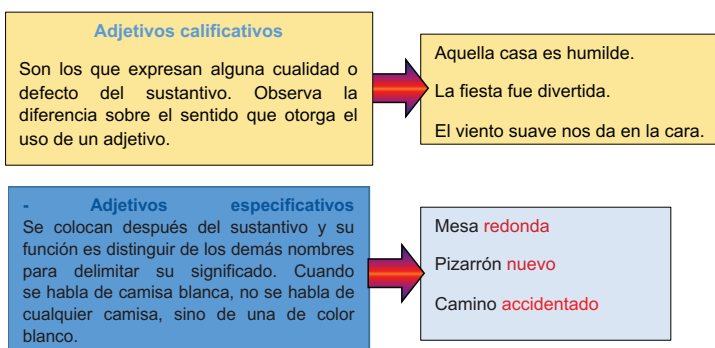 Adjetivos calificativos
Son los que expresan alguna cualidad o
defecto del sustantivo. Observa la
diferencia sobre el sentido que otorga el
uso de un adjetivo.
Aquella casa es humilde.
La fiesta fue divertida.
El viento suave nos da en la cara.
- Adjetivos especificativos
Se colocan después del sustantivo y su
función es distinguir de los demás nombres
para delimitar su significado. Cuando
se habla de camisa blanca, no se habla de
cualquier camisa, sino de una de color
blanco.
Mesa redonda
Pizarrón nuevo
Camino accidentado